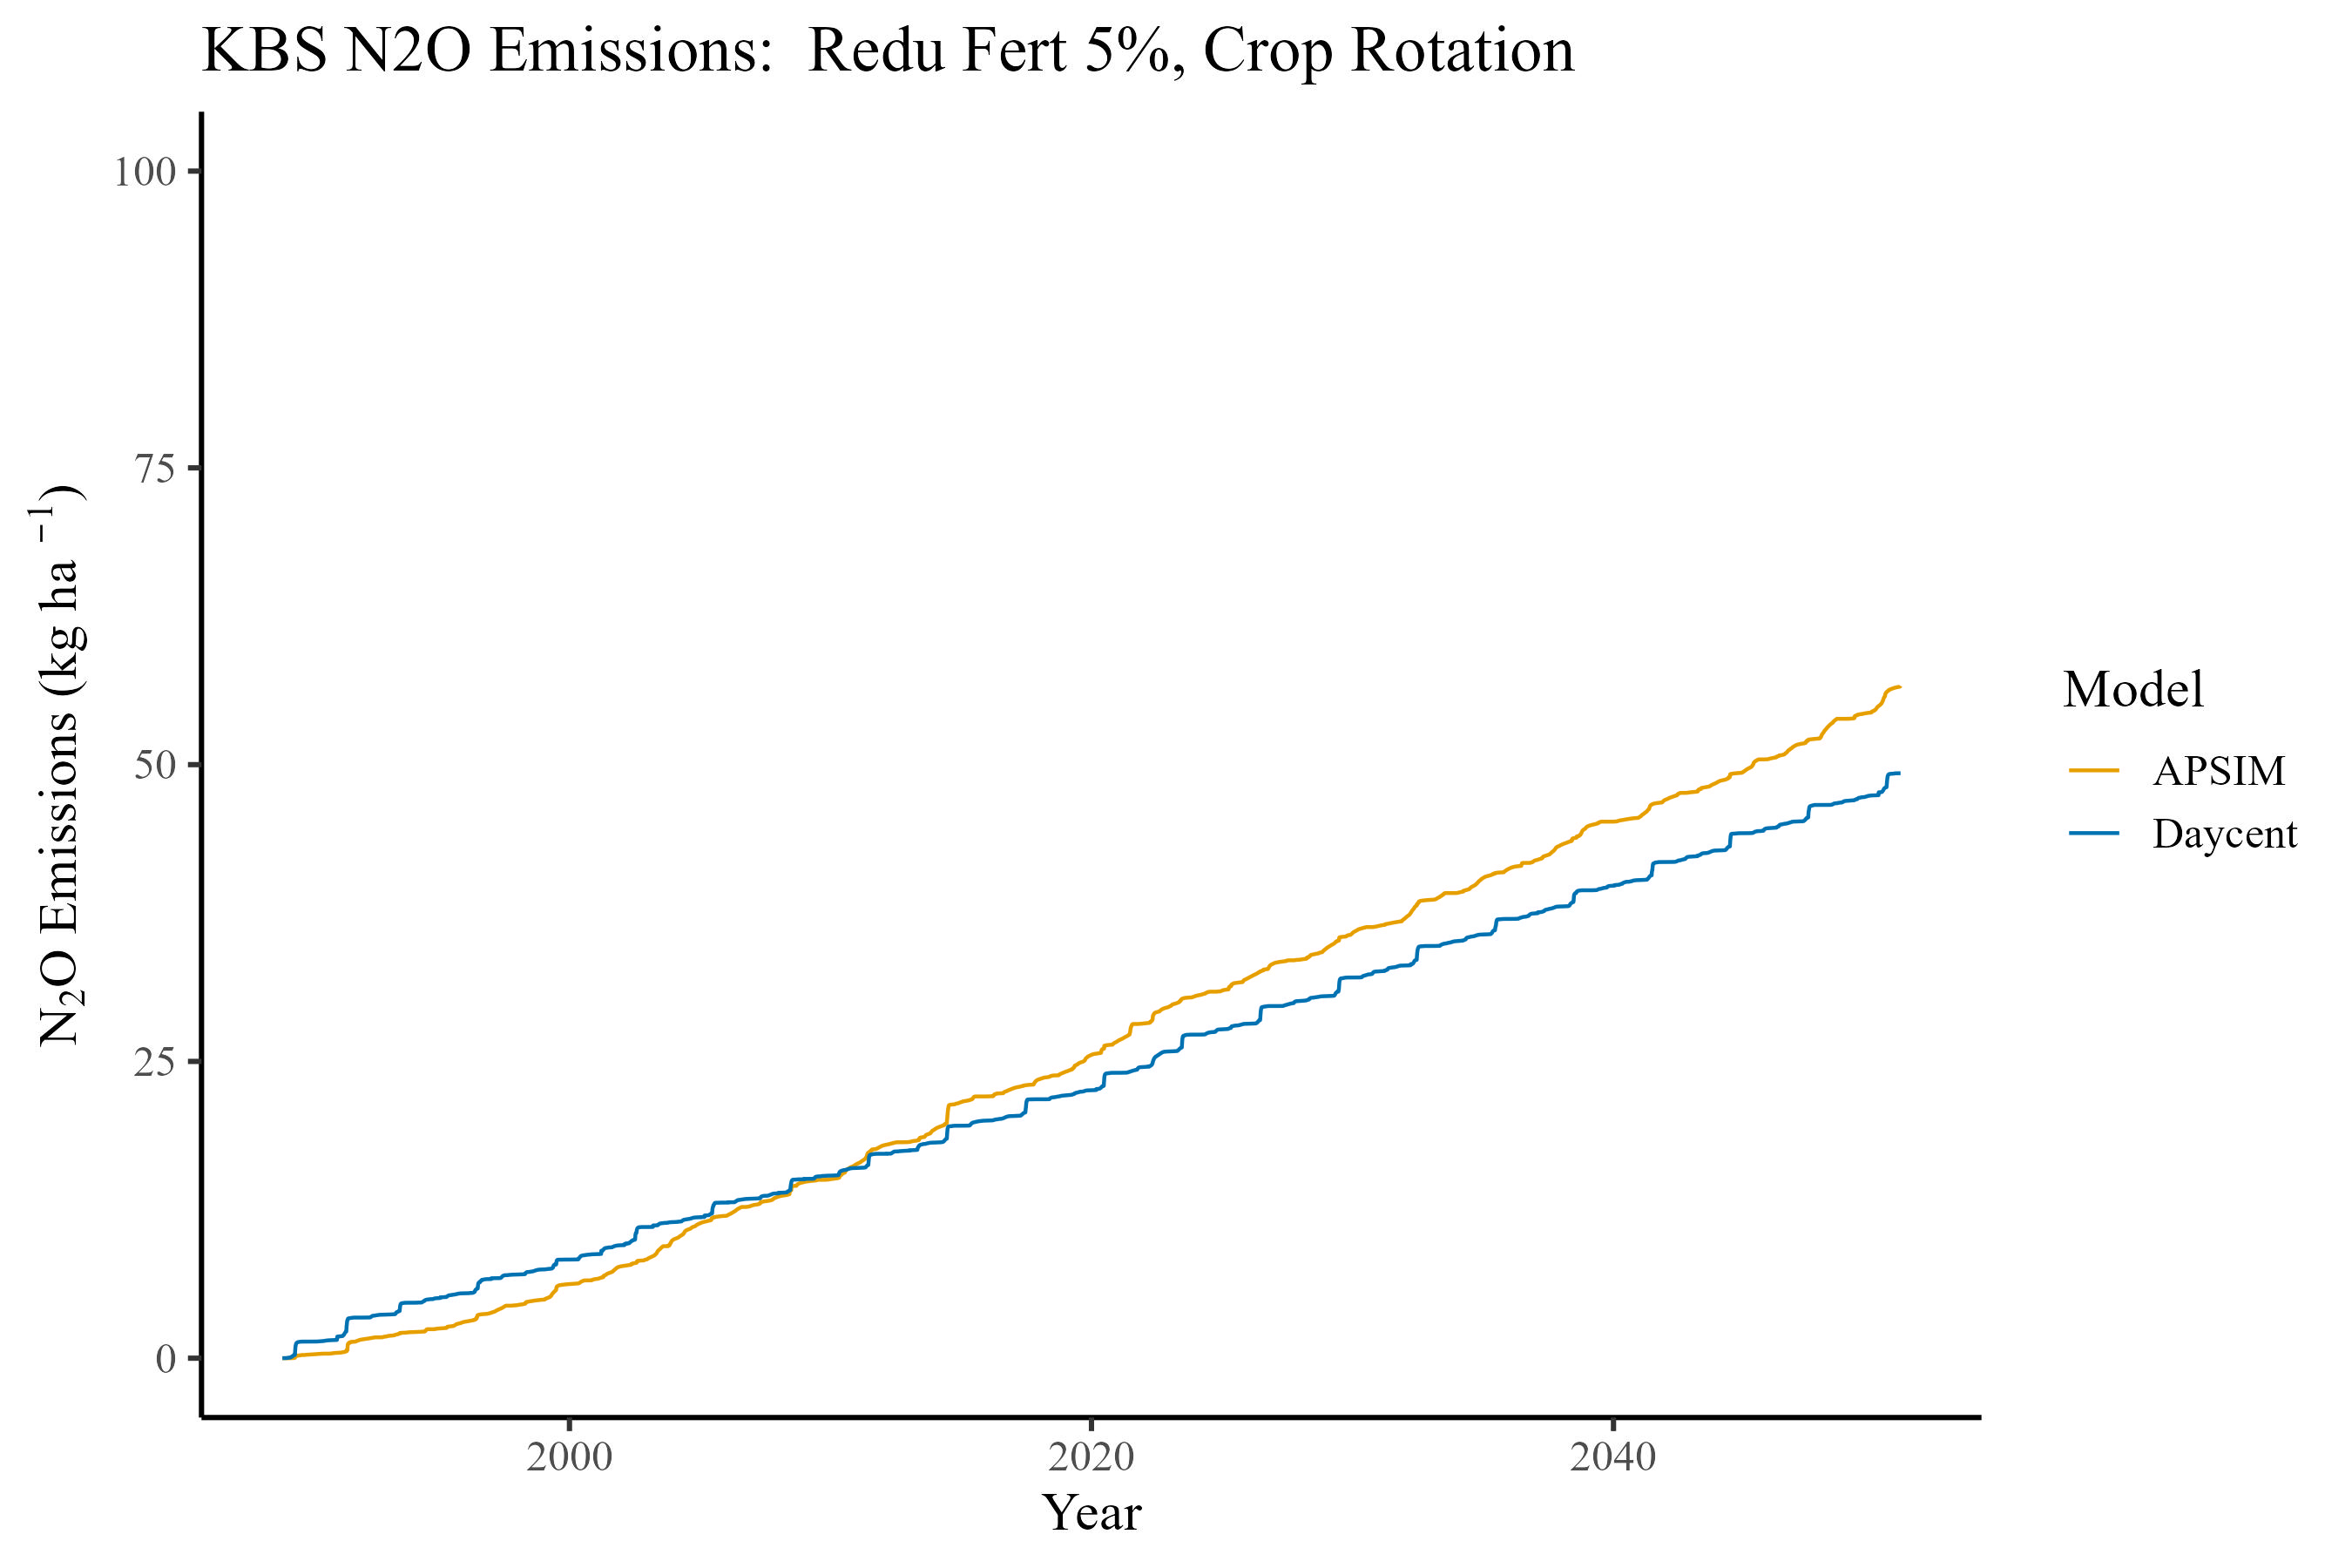 KBS N2O Emissions:  Redu Fert 5%, Crop Rotation
N₂O Emissions (kg ha ⁻¹)
100
75
50
25
0
2000 2020 2040
Year
Model
APSIM
Daycent